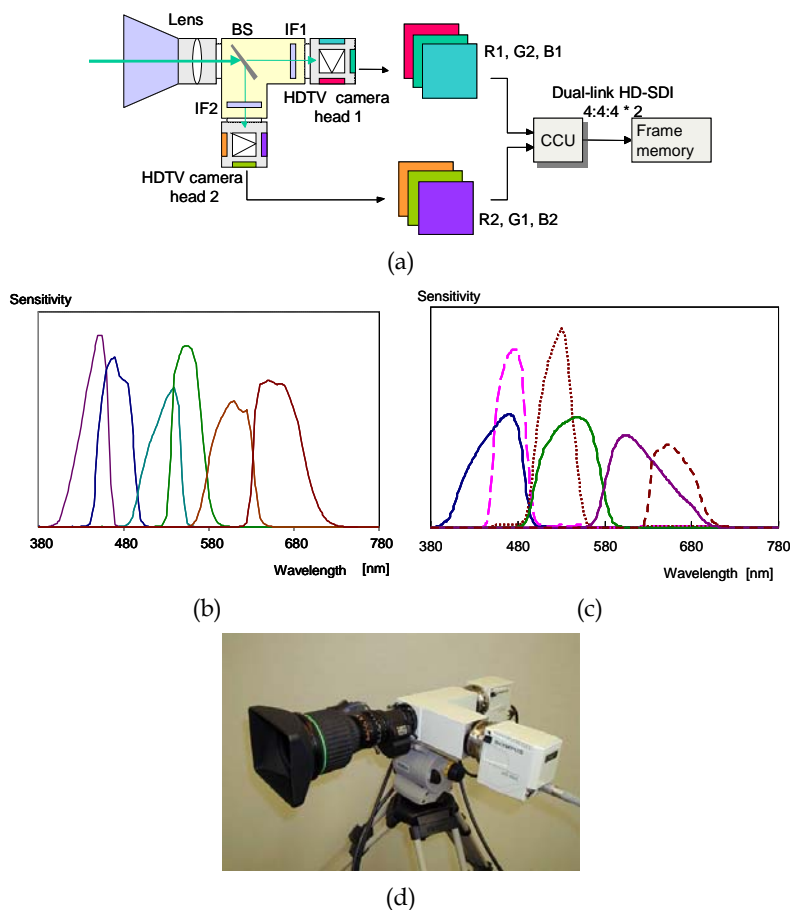 Lens
BS
IF1
IF2
HDTV camera
head 1
HDTV camera
head 2
R1, G2, B1
R2, G1, B2
Dual-link HD-SDI
4:4:4 * 2
CCU
Frame
memory
(a)
Sensitivity
380 480 580 680 780
Wavelength [nm]
(b)
Sensitivity
380 480 580 680 780
Wavelength [nm]
(c)
OLYMPUS
(d)